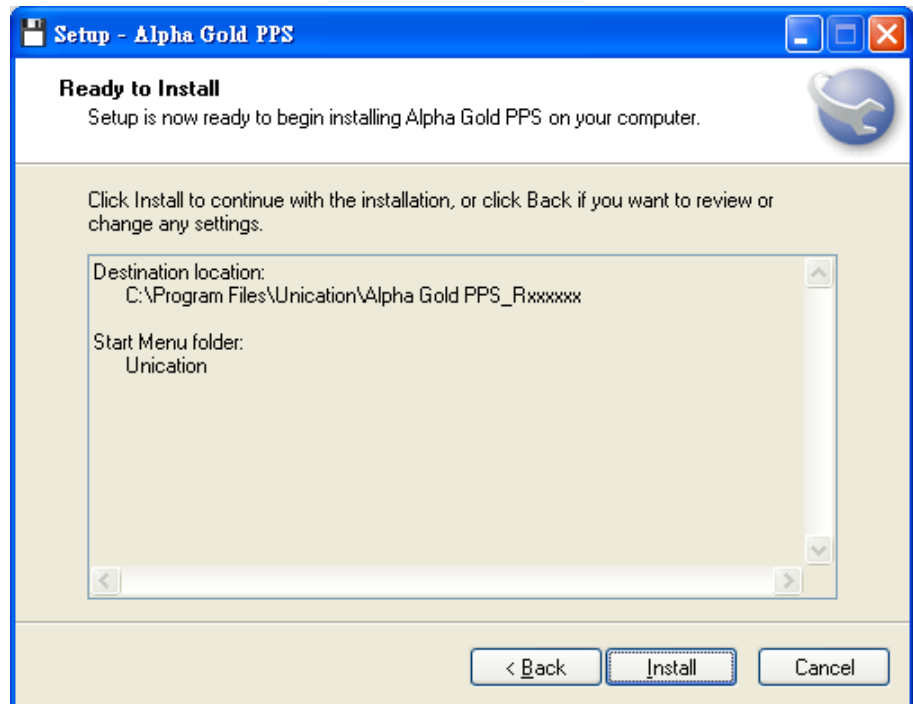 Setup - Alpha Gold PPS
Ready to Install
Setup is now ready to begin installing Alpha Gold PPS on your computer.
Click Install to continue with the installation, or click Back if you want to review or
change any settings.
Destination location:
C:\Program Files\Unication\Alpha Gold PPS_Rxxxxxx
Start Menu folder:
Unication
< Back
Install
Cancel